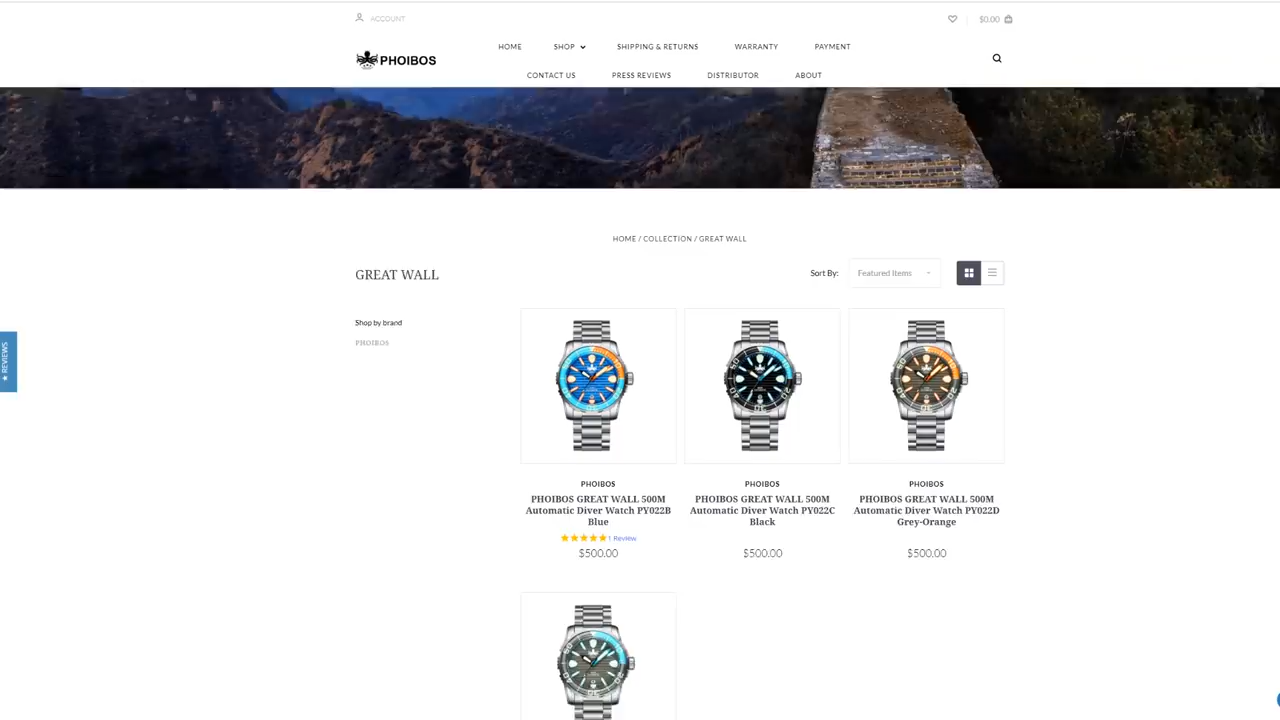 ACCOUNT
$0.00
PHOIBOS
HOME
SHOP
SHIPPING & RETURNS
WARRANTY
PAYMENT
CONTACT US
PRESS REVIEWS
DISTRIBUTOR
ABOUT
HOME / COLLECTION / GREAT WALL
GREAT WALL
Sort By:
Featured Items
Shop by brand
PHOIBOS
★ REVIEWS
PHOIBOS
PHOIBOS GREAT WALL 500M
Automatic Diver Watch PY022B
Blue
1 Review
$500.00
PHOIBOS
PHOIBOS GREAT WALL 500M
Automatic Diver Watch PY022C
Black
$500.00
PHOIBOS
PHOIBOS GREAT WALL 500M
Automatic Diver Watch PY022D
Grey-Orange
$500.00